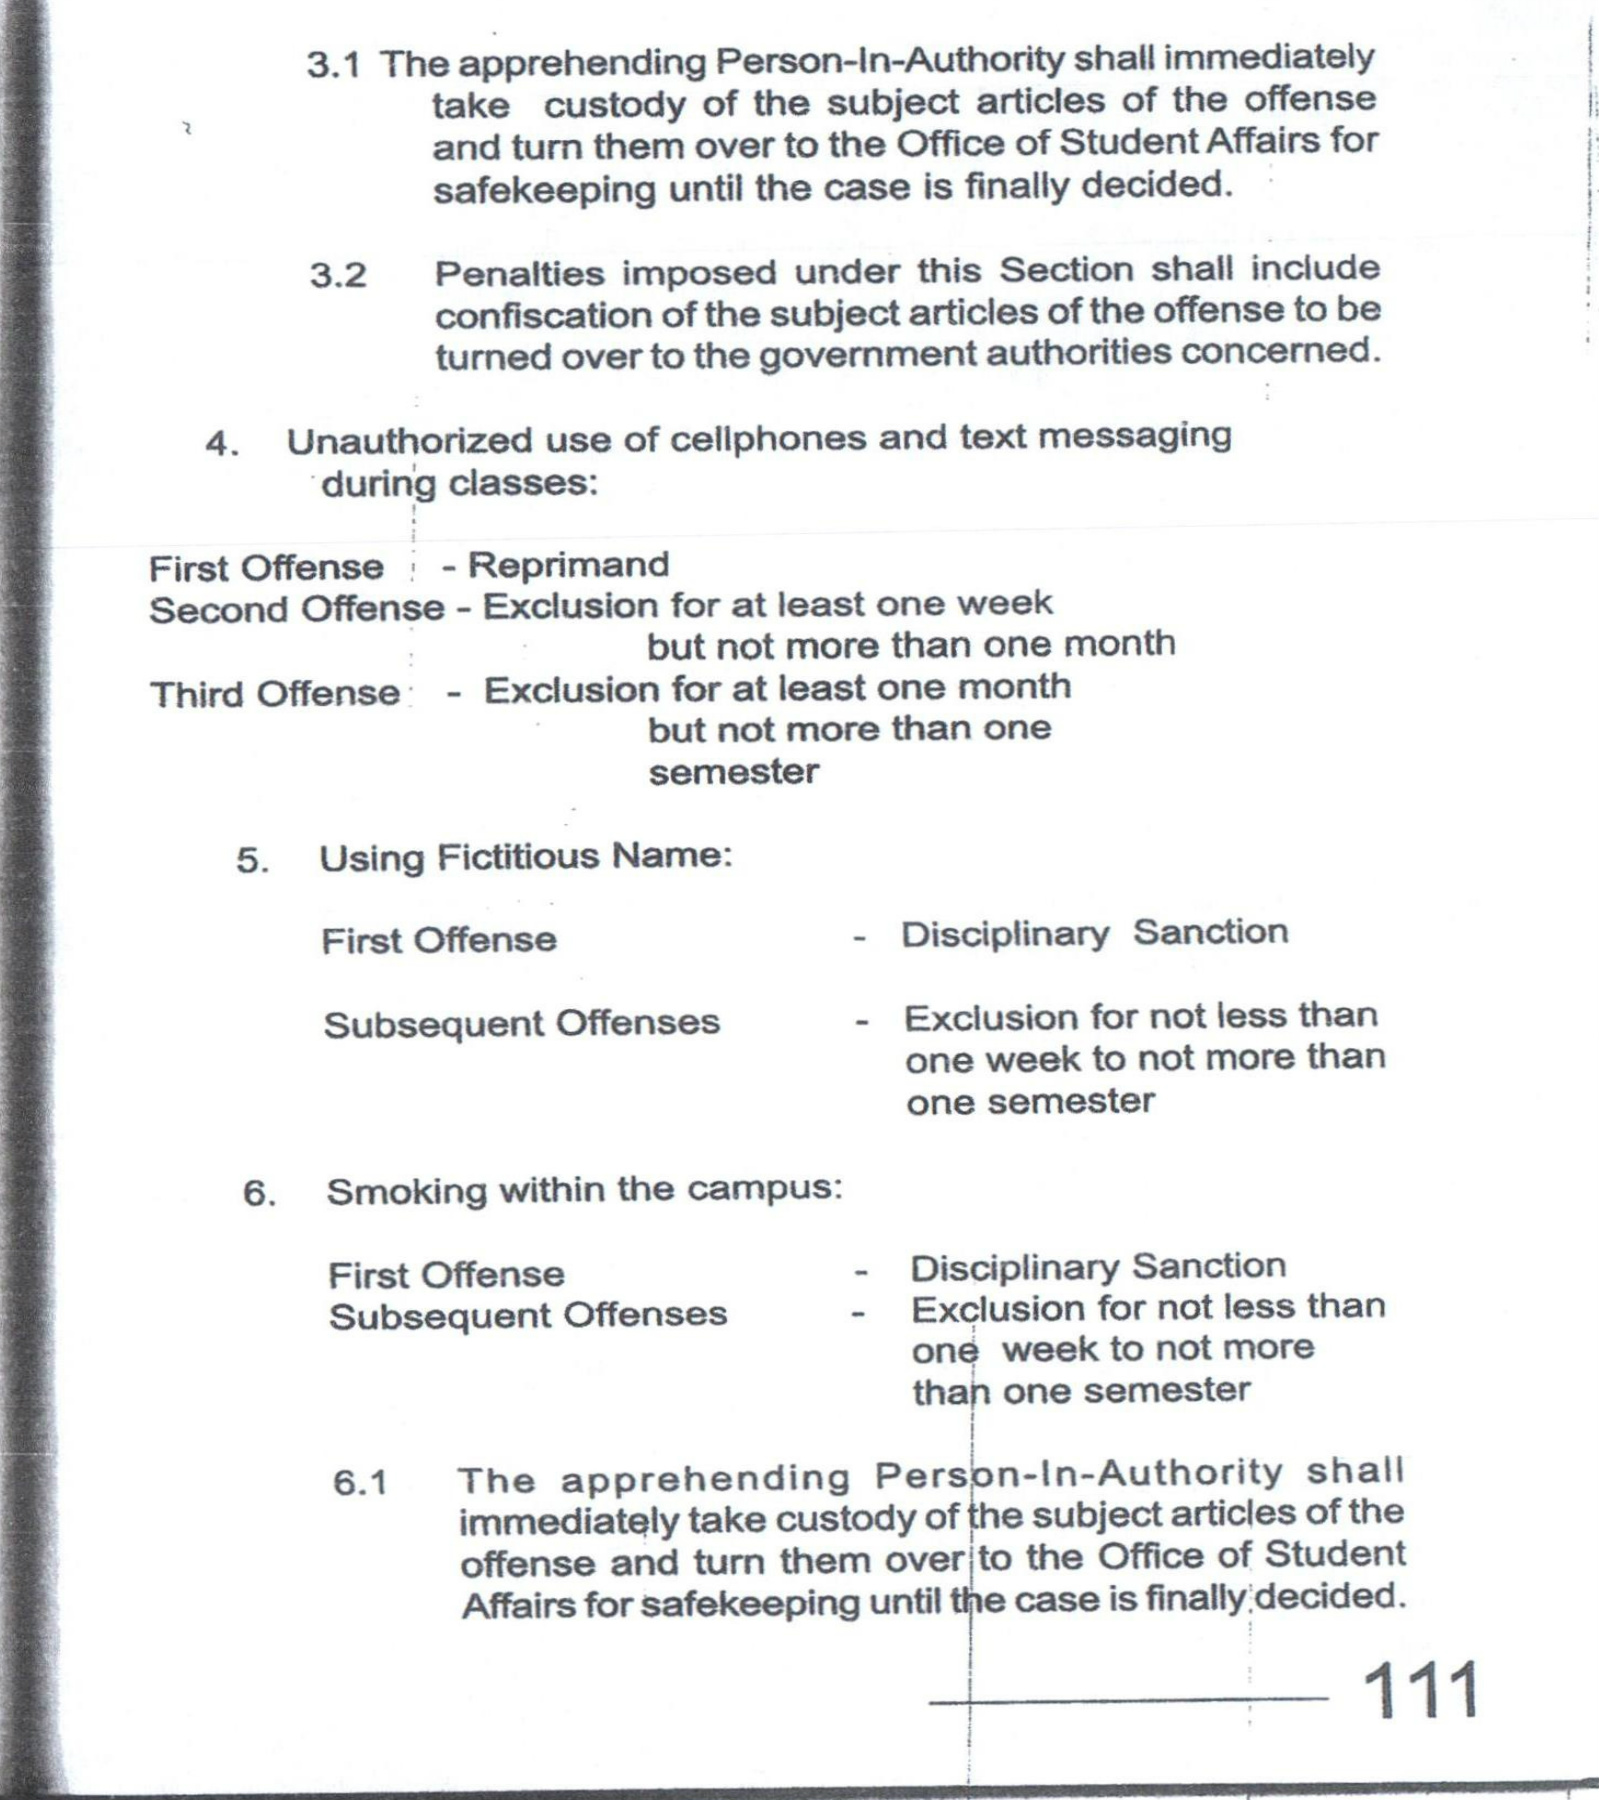 3.1 The apprehending Person-In-Authority shall immediately
take custody of the subject articles of the offense
and turn them over to the Office of Student Affairs for
safekeeping until the case is finally decided.
3.2 Penalties imposed under this Section shall include
confiscation of the subject articles of the offense to be
turned over to the government authorities concerned.
4. Unauthorized use of cellphones and text messaging
during classes:
First Offense - Reprimand
Second Offense - Exclusion for at least one week
but not more than one month
Third Offense - Exclusion for at least one month
but not more than one
semester
5. Using Fictitious Name:
First Offense - Disciplinary Sanction
Subsequent Offenses - Exclusion for not less than
one week to not more than
one semester
6. Smoking within the campus:
First Offense - Disciplinary Sanction
Subsequent Offenses - Exclusion for not less than
one week to not more
than one semester
6.1 The apprehending Person-In-Authority shall
immediately take custody of the subject articles of the
offense and turn them over to the Office of Student
Affairs for safekeeping until the case is finally decided.
111